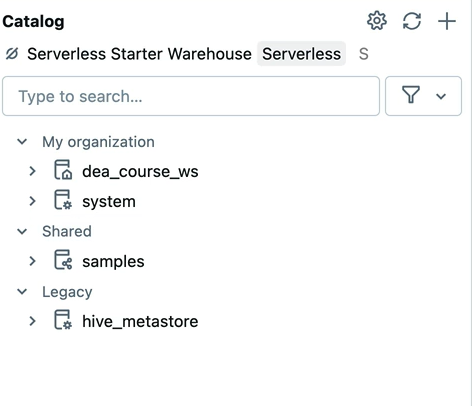 Catalog
Serverless Starter Warehouse Serverless S
Type to search...
My organization
dea_course_ws
system
Shared
samples
Legacy
hive_metastore